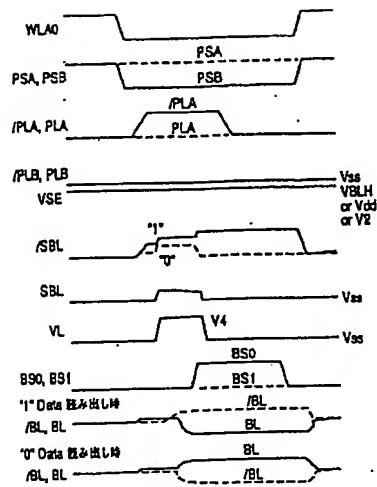 WLA0
PSA
PSA, PSB
PSB
/PLA
/PLA, PLA
PLA
/PLB, PLB
Vss
VSE
VBLH
or Vdd
or V2
"1"
/SBL
"0"
SBL
Vss
VL
V4
Vss
BS0
BS0, BS1
BS1
"1" Data 読み出し時
/BL
/BL, BL
BL
"0" Data 読み出し時
BL
/BL, BL
/BL